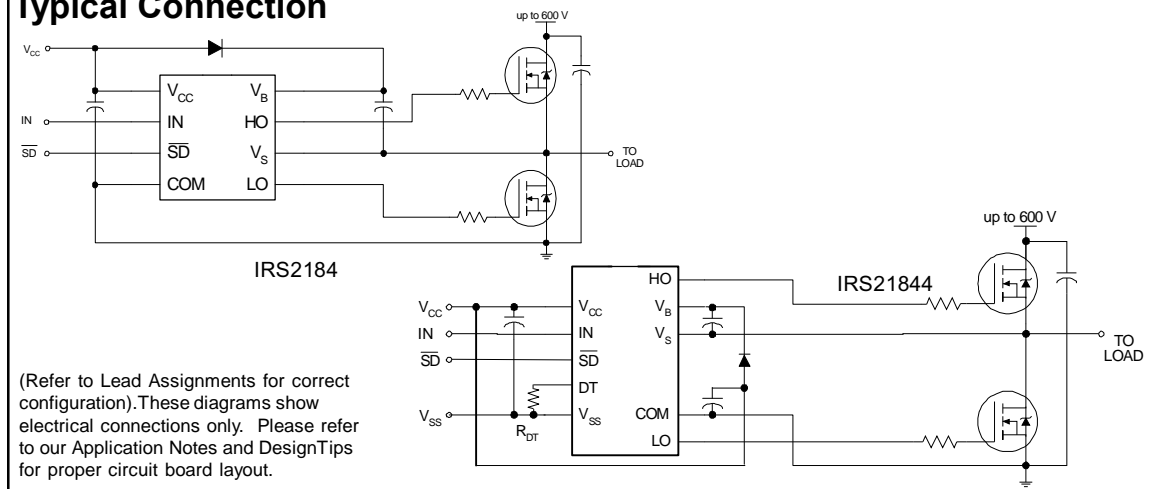 Typical Connection
up to 600 V
VCC
VCC
VB
IN
IN
HO
SD
SD
VS
TO
LOAD
COM
LO
IRS2184
up to 600 V
HO
IRS21844
VCC
VCC
VB
IN
IN
VS
TO
LOAD
SD
SD
DT
VSS
VSS
COM
RDT
LO
(Refer to Lead Assignments for correct
configuration).These diagrams show
electrical connections only. Please refer
to our Application Notes and DesignTips
for proper circuit board layout.